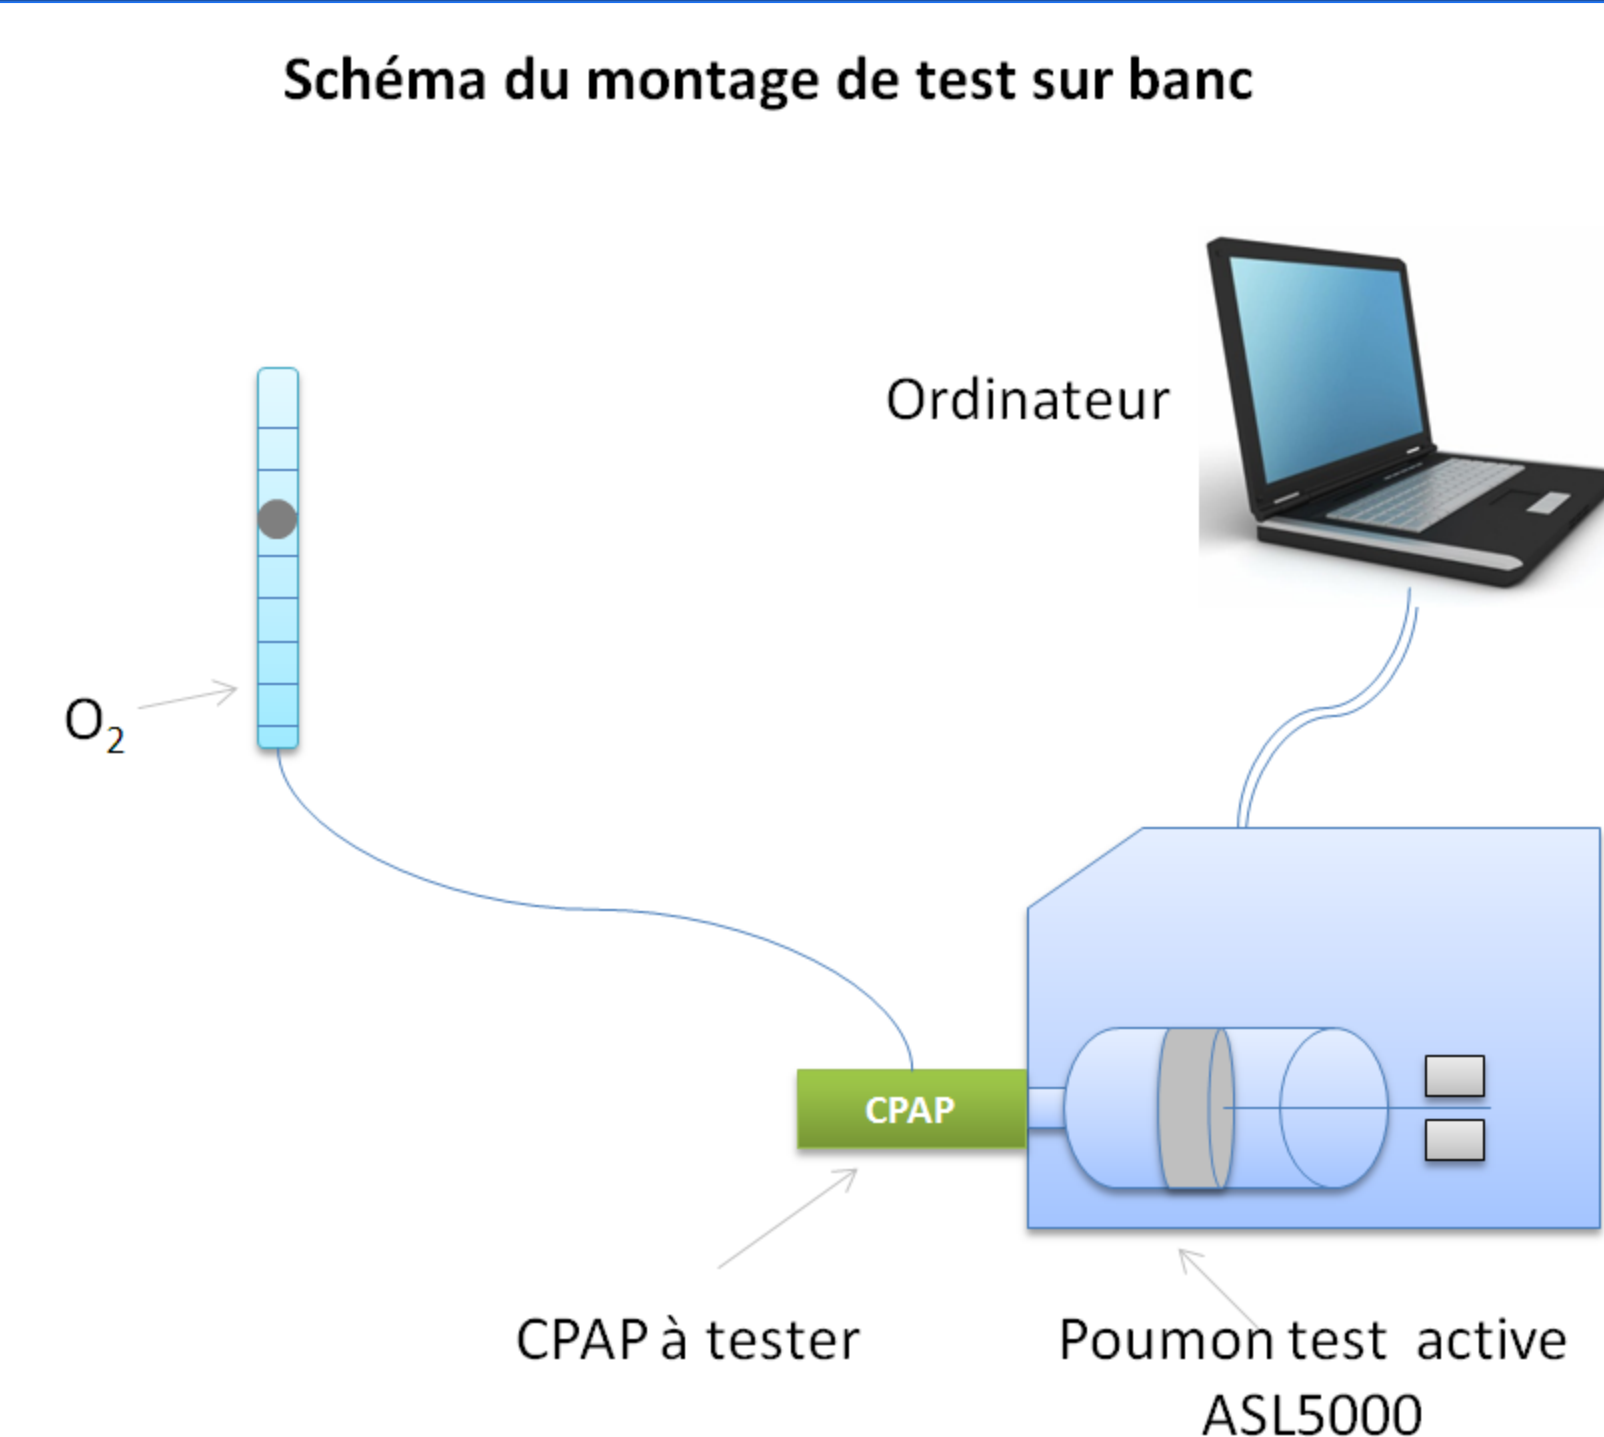 Schéma du montage de test sur banc
Ordinateur
O₂
CPAP
CPAP à tester
Poumon test active
ASL5000